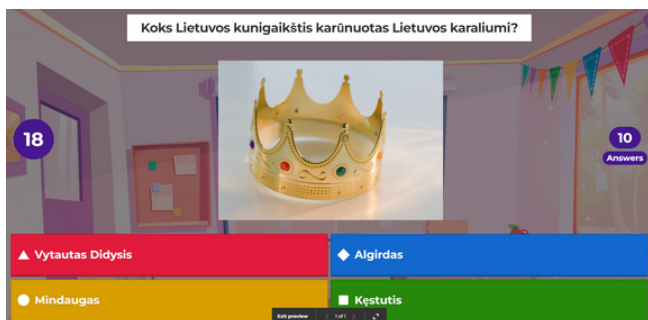 Koks Lietuvos kunigaikštis karūnuotas Lietuvos karaliumi?
18
10
Answers
Vytautas Didysis
Algirdas
Mindaugas
Kęstutis
Exit preview
1 of 1